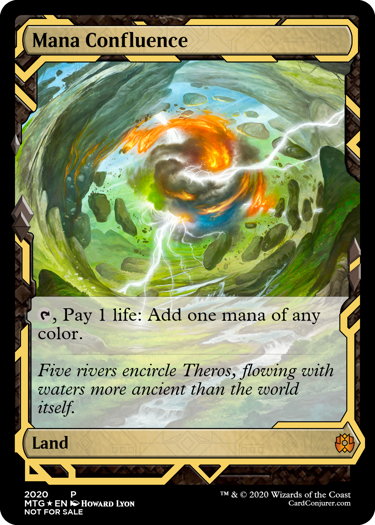 Mana Confluence
, Pay 1 life: Add one mana of any
color.
Five rivers encircle Theros, flowing with
waters more ancient than the world
itself.
Land
2020 P
MTG ★ EN Howard Lyon
NOT FOR SALE
™ & © 2020 Wizards of the Coast
CardConjurer.com